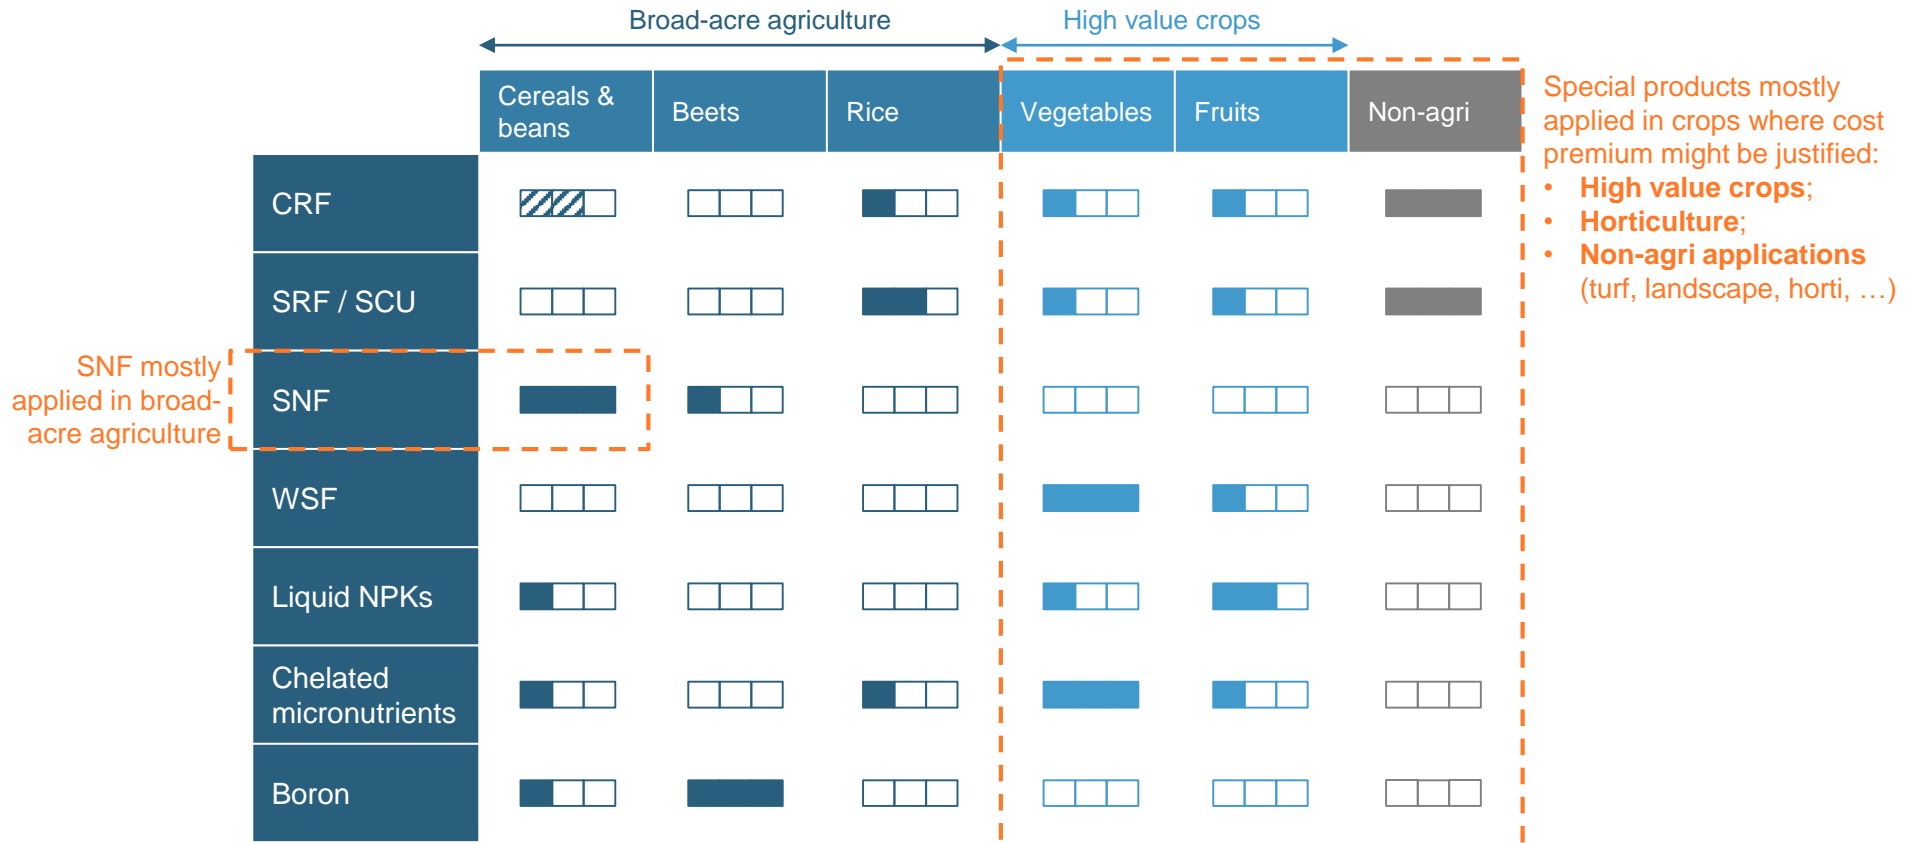 Broad-acre agriculture
High value crops
Cereals &
beans
Beets
Rice
Vegetables
Fruits
Non-agri
Special products mostly
applied in crops where cost
premium might be justified:
• High value crops;
• Horticulture;
• Non-agri applications
(turf, landscape, horti, …)
CRF
SRF / SCU
SNF mostly
applied in broad-
acre agriculture
SNF
WSF
Liquid NPKs
Chelated
micronutrients
Boron